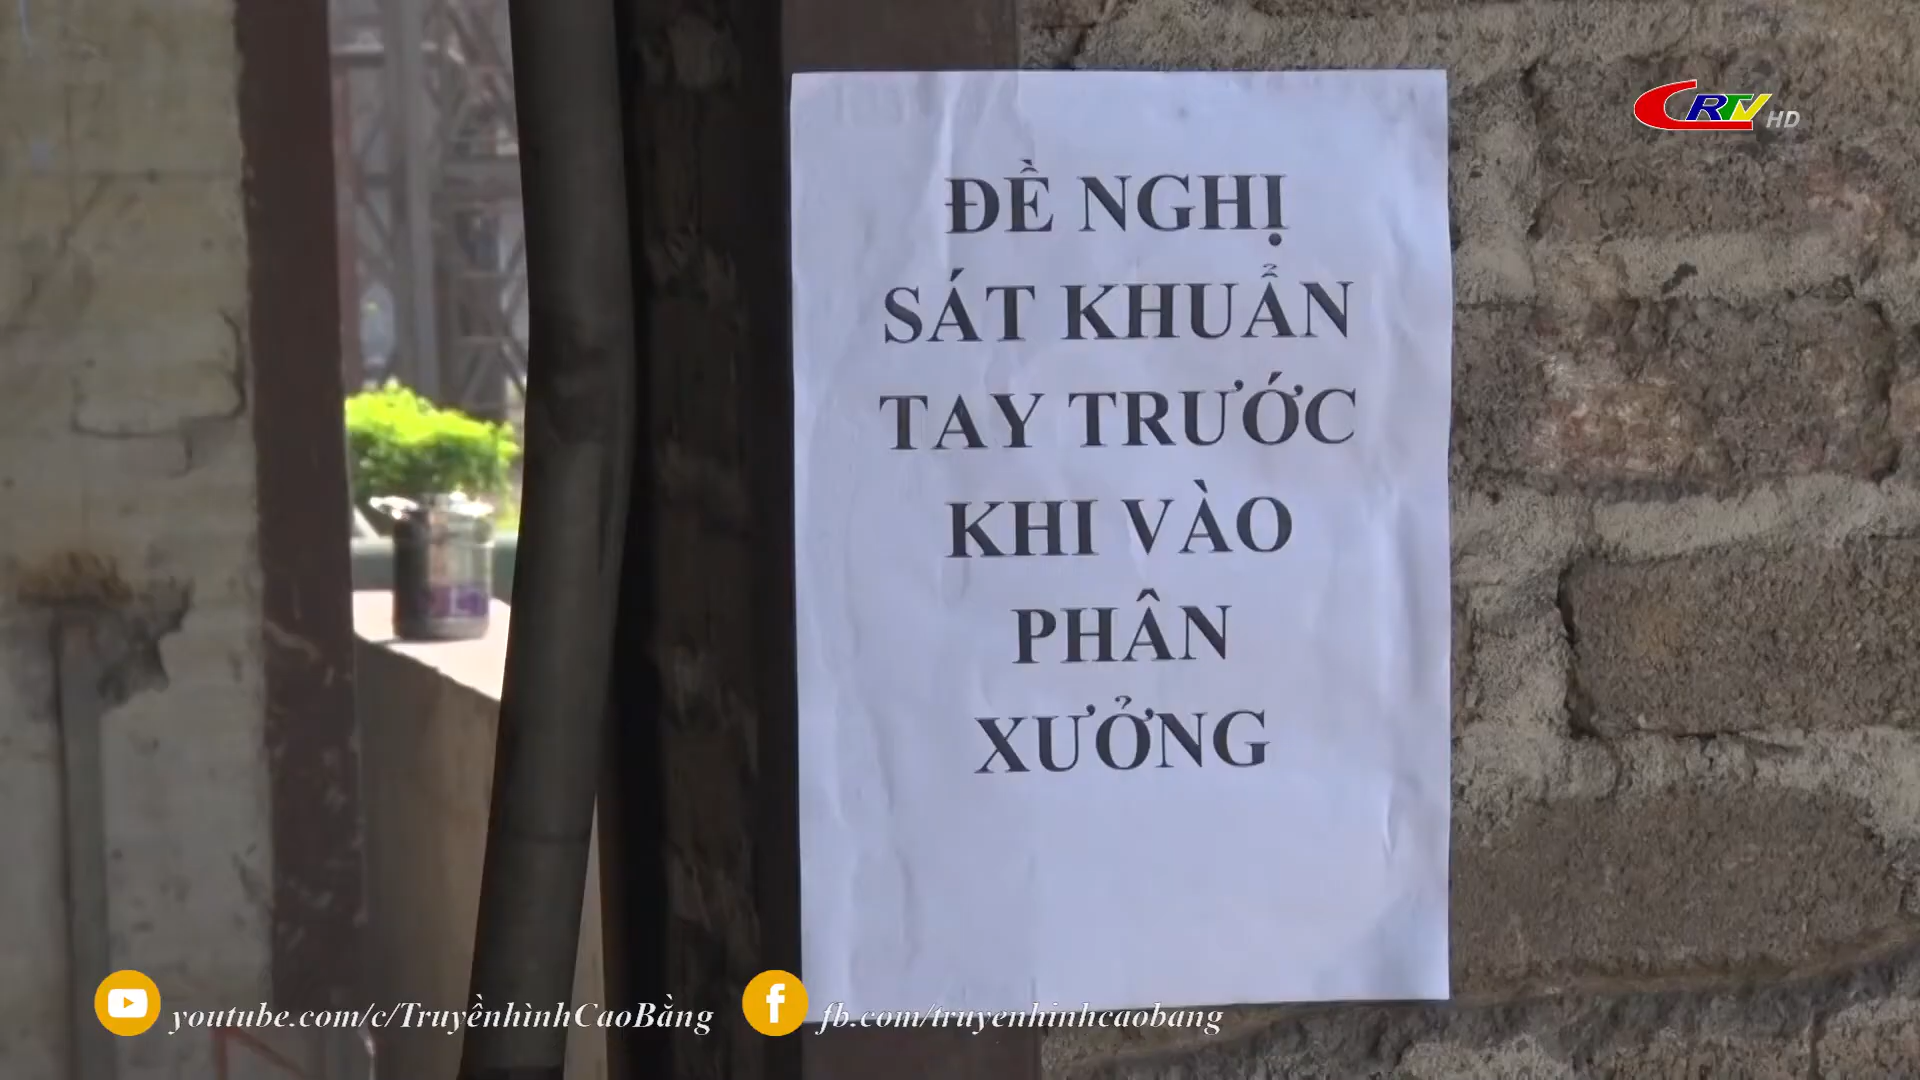 CRTV HD
ĐỀ NGHỊ
SÁT KHUẨN
TAY TRƯỚC
KHI VÀO
PHÂN
XƯỞNG
youtube.com/c/TruyềnhìnhCaoBằng
fb.com/truyenhinhcaobang